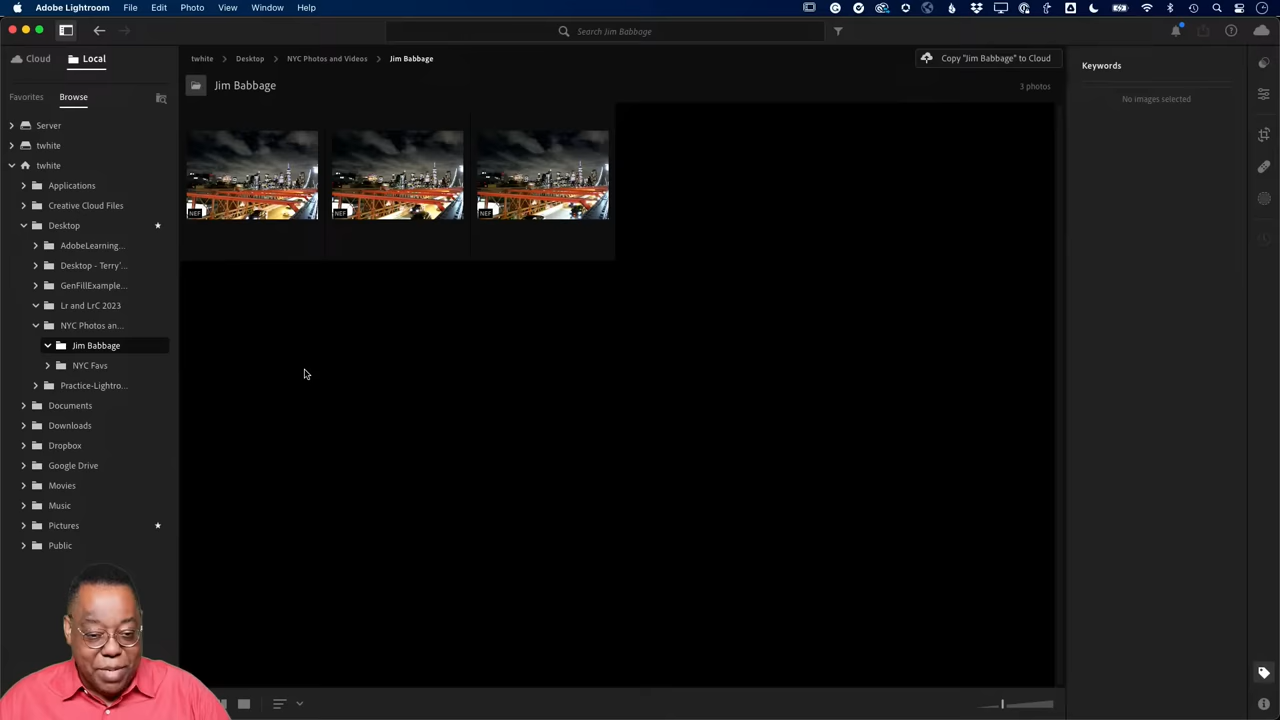 Adobe Lightroom File Edit Photo View Window Help
Search Jim Babbage
Cloud Local
twhite Desktop NYC Photos and Videos Jim Babbage
Copy "Jim Babbage" to Cloud
Keywords
Jim Babbage
3 photos
No images selected
Favorites Browse
Server
twhite
twhite
Applications
Creative Cloud Files
Desktop
AdobeLearning...
Desktop - Terry'...
GenFillExample...
Lr and LrC 2023
NYC Photos an...
Jim Babbage
NYC Favs
Practice-Lightro...
Documents
Downloads
Dropbox
Google Drive
Movies
Music
Pictures
Public
NEF NEF NEF